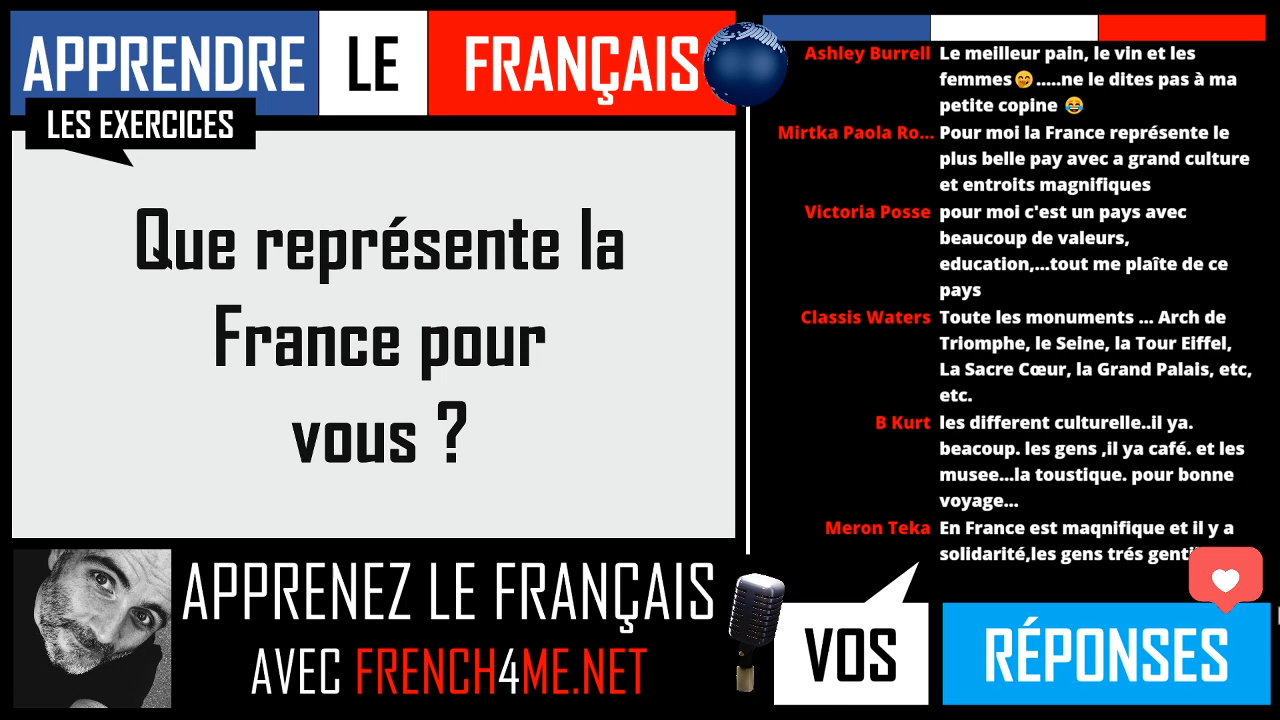 APPRENDRE LE FRANÇAIS
LES EXERCICES
Que représente la
France pour
vous ?
APPRENEZ LE FRANÇAIS
AVEC FRENCH4ME.NET
Ashley Burrell Le meilleur pain, le vin et les
femmes🤭.....ne le dites pas à ma
petite copine 😂
Mirtka Paola Ro... Pour moi la France représente le
plus belle pay avec a grand culture
et entroits magnifiques
Victoria Posse pour moi c'est un pays avec
beaucoup de valeurs,
education,...tout me plaîte de ce
pays
Classis Waters Toute les monuments ... Arch de
Triomphe, le Seine, la Tour Eiffel,
La Sacre Cœur, la Grand Palais, etc,
etc.
B Kurt les different culturelle..il ya.
beacoup. les gens ,il ya café. et les
musee...la toustique. pour bonne
voyage...
Meron Teka En France est maqnifique et il y a
solidarité,les gens trés
VOS RÉPONSES